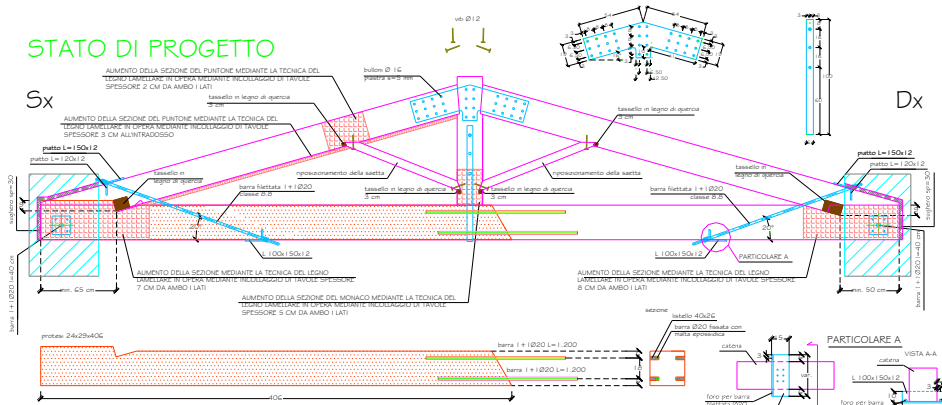 STATO DI PROGETTO
Sx
Dx
vib Ø12
AUMENTO DELLA SEZIONE DEL PUNTONE MEDIANTE LA TECNICA DEL
LEGNO LAMELLARE IN OPERA MEDIANTE INCOLLAGGIO DI TAVOLE
SPESSORE 2 CM DA AMBO I LATI
bulloni Ø 16
piastra s=5 mm
tassello in legno di quercia
3 cm
tassello in legno di quercia
3 cm
AUMENTO DELLA SEZIONE DEL PUNTONE MEDIANTE LA TECNICA DEL
LEGNO LAMELLARE IN OPERA MEDIANTE INCOLLAGGIO DI TAVOLE
SPESSORE 3 CM ALL'INTRADOSSO
piatto L=150x12
piatto L=120x12
piatto L=150x12
piatto L=120x12
tassello in
legno di quercia
tassello in
legno di quercia
riposizionamento della saetta
riposizionamento della saetta
sughero sp=30
sughero sp=30
barra filettata 1+1Ø20
classe 8.8
barra filettata 1+1Ø20
classe 8.8
tassello in legno di quercia
3 cm
tassello in legno di quercia
3 cm
20°
20°
L 100x150x12
L 100x150x12
PARTICOLARE A
AUMENTO DELLA SEZIONE MEDIANTE LA TECNICA DEL LEGNO
LAMELLARE IN OPERA MEDIANTE INCOLLAGGIO DI TAVOLE SPESSORE
7 CM DA AMBO I LATI
AUMENTO DELLA SEZIONE MEDIANTE LA TECNICA DEL LEGNO
LAMELLARE IN OPERA MEDIANTE INCOLLAGGIO DI TAVOLE SPESSORE
8 CM DA AMBO I LATI
min. 65 cm
min. 50 cm
barra 1+1Ø20 L=40 cm
barra 1+1Ø20 L=40 cm
AUMENTO DELLA SEZIONE DEL MONACO MEDIANTE LA TECNICA DEL
LEGNO LAMELLARE IN OPERA MEDIANTE INCOLLAGGIO DI TAVOLE
SPESSORE 5 CM DA AMBO I LATI
protesi 24x29x406
barra 1+1Ø20 L=1.200
barra 1+1Ø20 L=1.200
406
sezione
listello 40x26
barra Ø20 fissata con
malta epossidica
catena
var.
foro per barra
PARTICOLARE A
VISTA A-A
catena
L 100x150x12
foro per barra